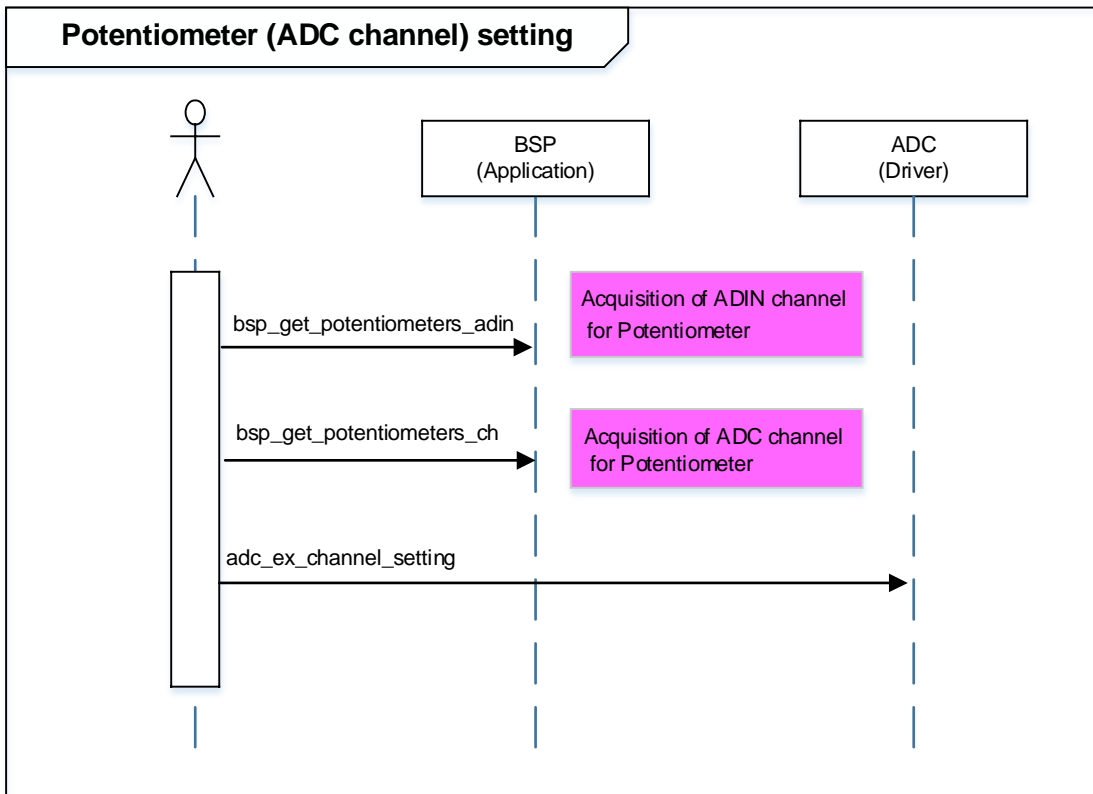 Potentiometer (ADC channel) setting
BSP
(Application)
ADC
(Driver)
bsp_get_potentiometers_adin
Acquisition of ADIN channel
for Potentiometer
bsp_get_potentiometers_ch
Acquisition of ADC channel
for Potentiometer
adc_ex_channel_setting